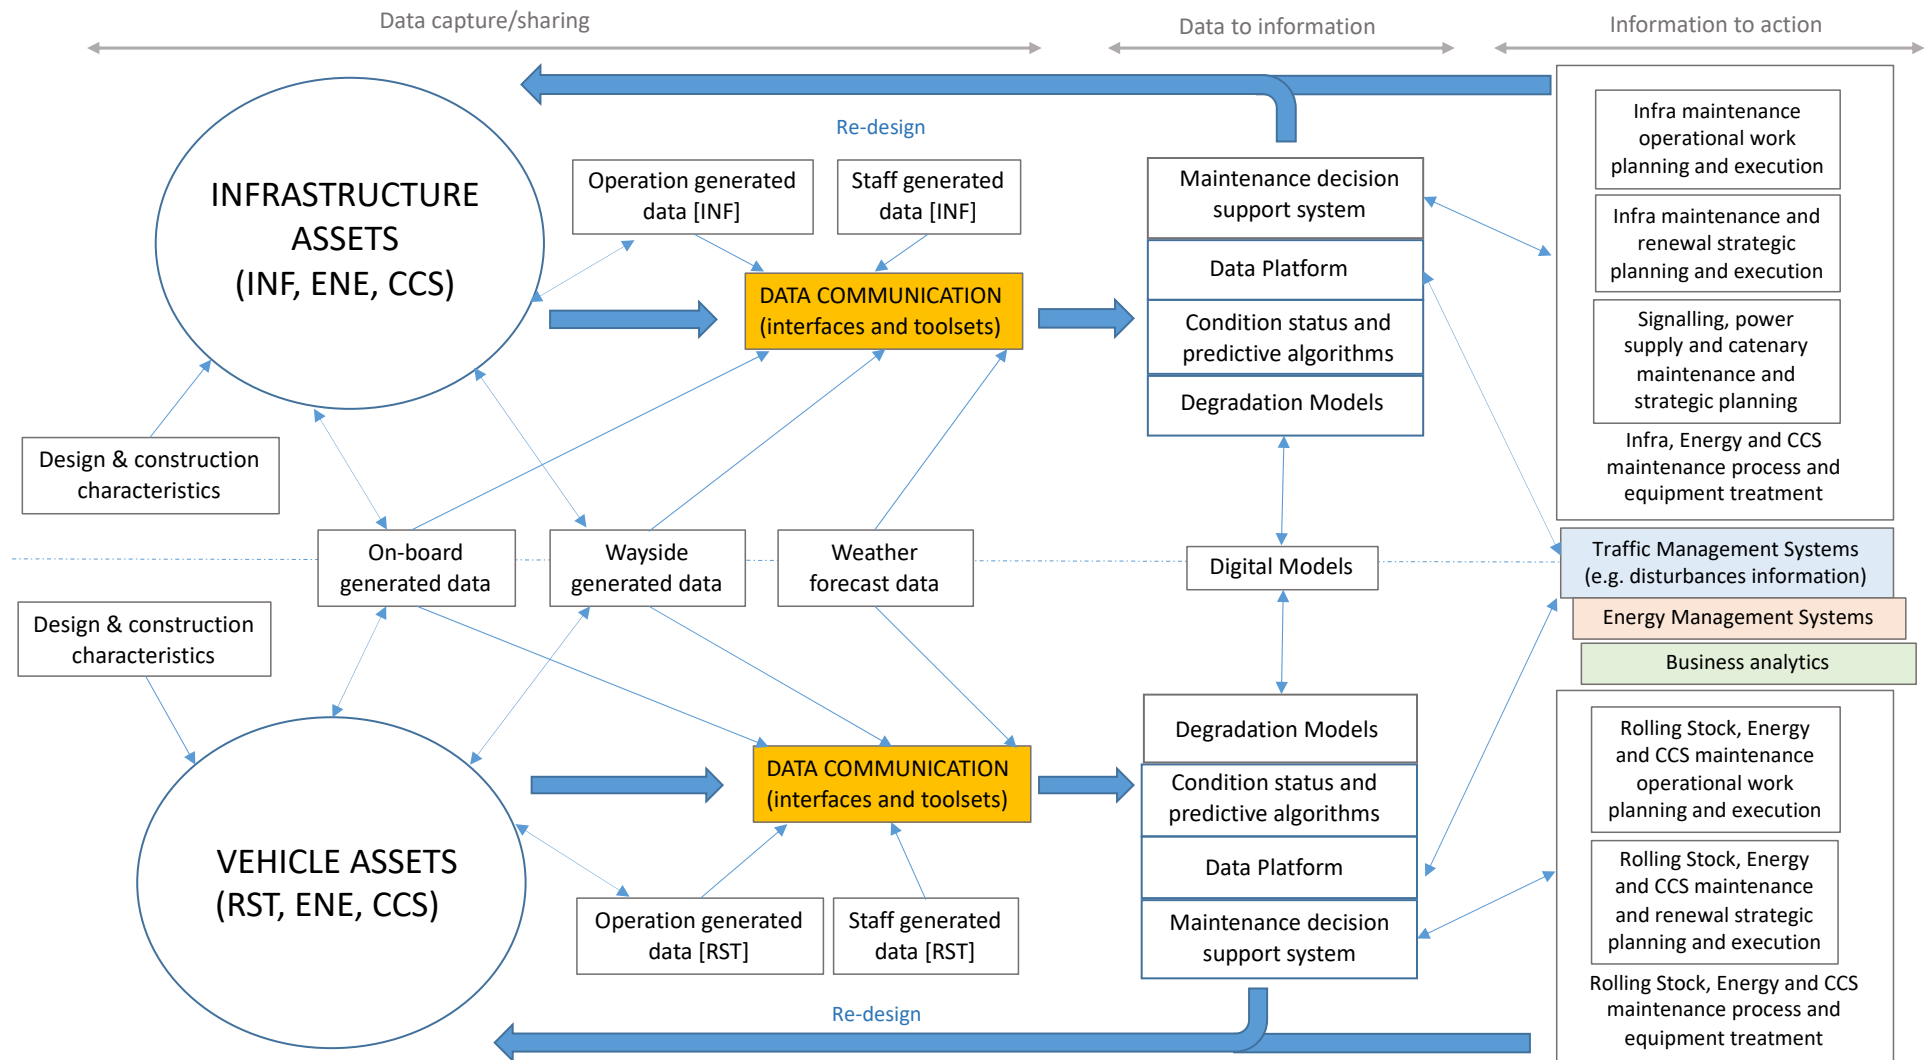 Data capture/sharing
Data to information
Information to action
Re-design
INFRASTRUCTURE
ASSETS
(INF, ENE, CCS)
Operation generated
data [INF]
Staff generated
data [INF]
DATA COMMUNICATION
(interfaces and toolsets)
Maintenance decision
support system
Data Platform
Condition status and
predictive algorithms
Degradation Models
Infra maintenance
operational work
planning and execution
Infra maintenance and
renewal strategic
planning and execution
Signalling, power
supply and catenary
maintenance and
strategic planning
Infra, Energy and CCS
maintenance process and
equipment treatment
Design & construction
characteristics
On-board
generated data
Wayside
generated data
Weather
forecast data
Digital Models
Traffic Management Systems
(e.g. disturbances information)
Energy Management Systems
Business analytics
Design & construction
characteristics
VEHICLE ASSETS
(RST, ENE, CCS)
DATA COMMUNICATION
(interfaces and toolsets)
Operation generated
data [RST]
Staff generated
data [RST]
Degradation Models
Condition status and
predictive algorithms
Data Platform
Maintenance decision
support system
Rolling Stock, Energy
and CCS maintenance
operational work
planning and execution
Rolling Stock, Energy
and CCS maintenance
and renewal strategic
planning and execution
Rolling Stock, Energy and CCS
maintenance process and
equipment treatment
Re-design